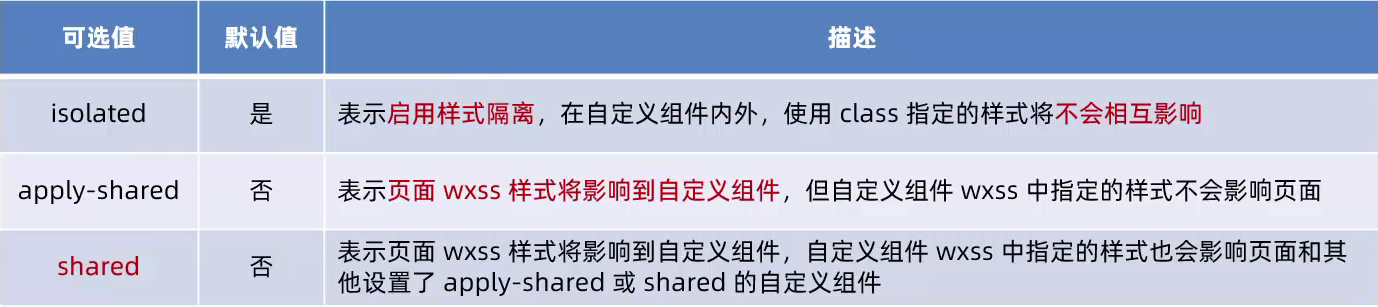 可选值 默认值 描述
isolated 是 表示启用样式隔离，在自定义组件内外，使用 class 指定的样式将不会相互影响
apply-shared 否 表示页面 wxss 样式将影响到自定义组件，但自定义组件 wxss 中指定的样式不会影响页面
shared 否 表示页面 wxss 样式将影响到自定义组件，自定义组件 wxss 中指定的样式也会影响页面和其
他设置了 apply-shared 或 shared 的自定义组件